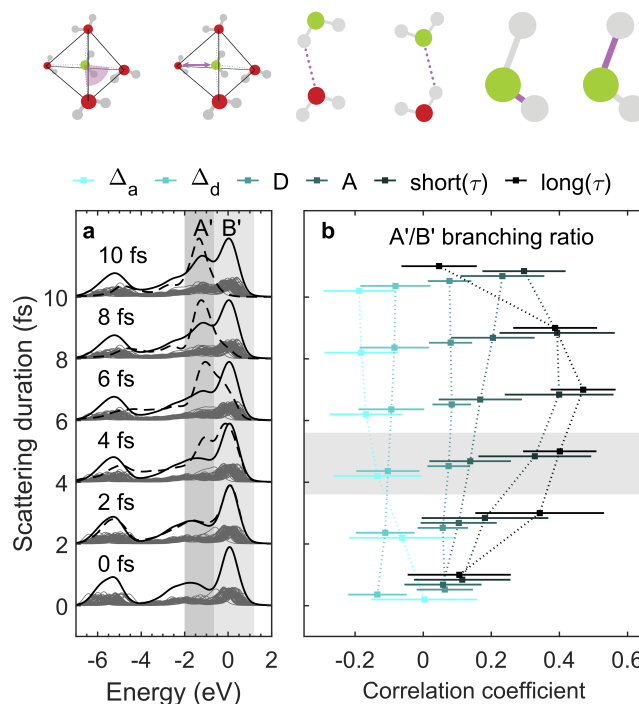 Δa Δd D A short(τ) long(τ)
a A' B'
b A'/B' branching ratio
10 fs
10
8 fs
8
6 fs
6
4 fs
4
2 fs
2
0 fs
0
Scattering duration (fs)
-6 -4 -2 0 2
Energy (eV)
-0.2 0 0.2 0.4 0.6
Correlation coefficient